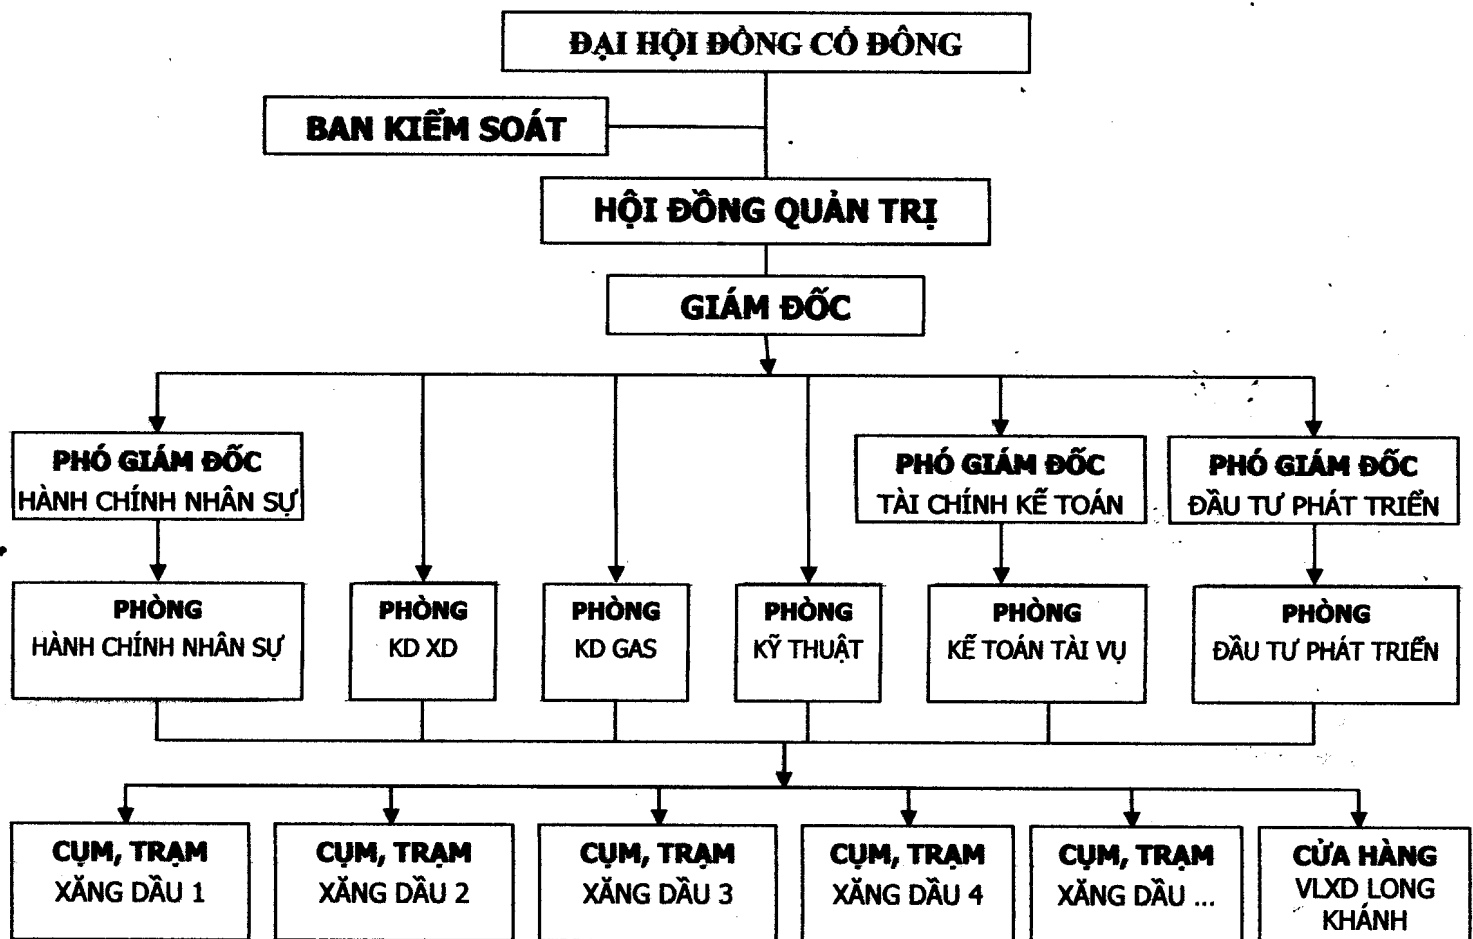 ĐẠI HỘI ĐỒNG CỔ ĐÔNG
BAN KIỂM SOÁT
HỘI ĐỒNG QUẢN TRỊ
GIÁM ĐỐC
PHÓ GIÁM ĐỐC
HÀNH CHÍNH NHÂN SỰ
PHÓ GIÁM ĐỐC
TÀI CHÍNH KẾ TOÁN
PHÓ GIÁM ĐỐC
ĐẦU TƯ PHÁT TRIỂN
PHÒNG
HÀNH CHÍNH NHÂN SỰ
PHÒNG
KD XD
PHÒNG
KD GAS
PHÒNG
KỸ THUẬT
PHÒNG
KẾ TOÁN TÀI VỤ
PHÒNG
ĐẦU TƯ PHÁT TRIỂN
CỤM, TRẠM
XĂNG DẦU 1
CỤM, TRẠM
XĂNG DẦU 2
CỤM, TRẠM
XĂNG DẦU 3
CỤM, TRẠM
XĂNG DẦU 4
CỤM, TRẠM
XĂNG DẦU ...
CỬA HÀNG
VLXD LONG
KHÁNH